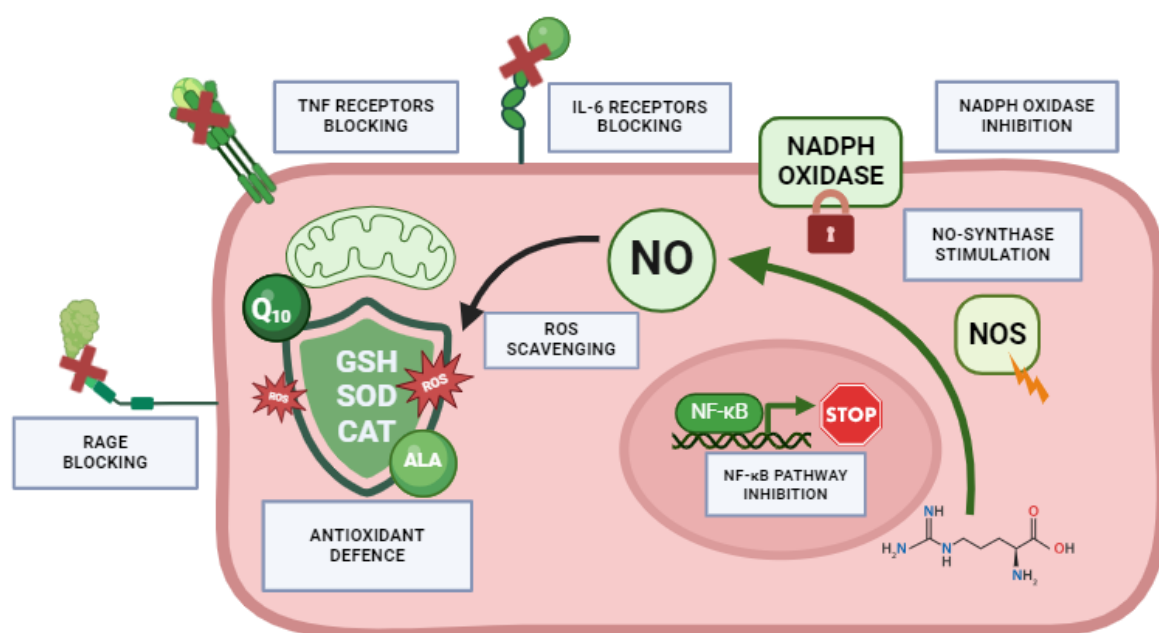 TNF RECEPTORS
BLOCKING
IL-6 RECEPTORS
BLOCKING
NADPH OXIDASE
INHIBITION
NADPH
OXIDASE
NO-SYNTHASE
STIMULATION
NO
Q10
NOS
ROS
SCAVENGING
GSH
SOD
CAT
ROS
ROS
ALA
NF-κB
STOP
NF-κB PATHWAY
INHIBITION
RAGE
BLOCKING
ANTIOXIDANT
DEFENCE
NH
H2N
N
H
O
OH
NH2